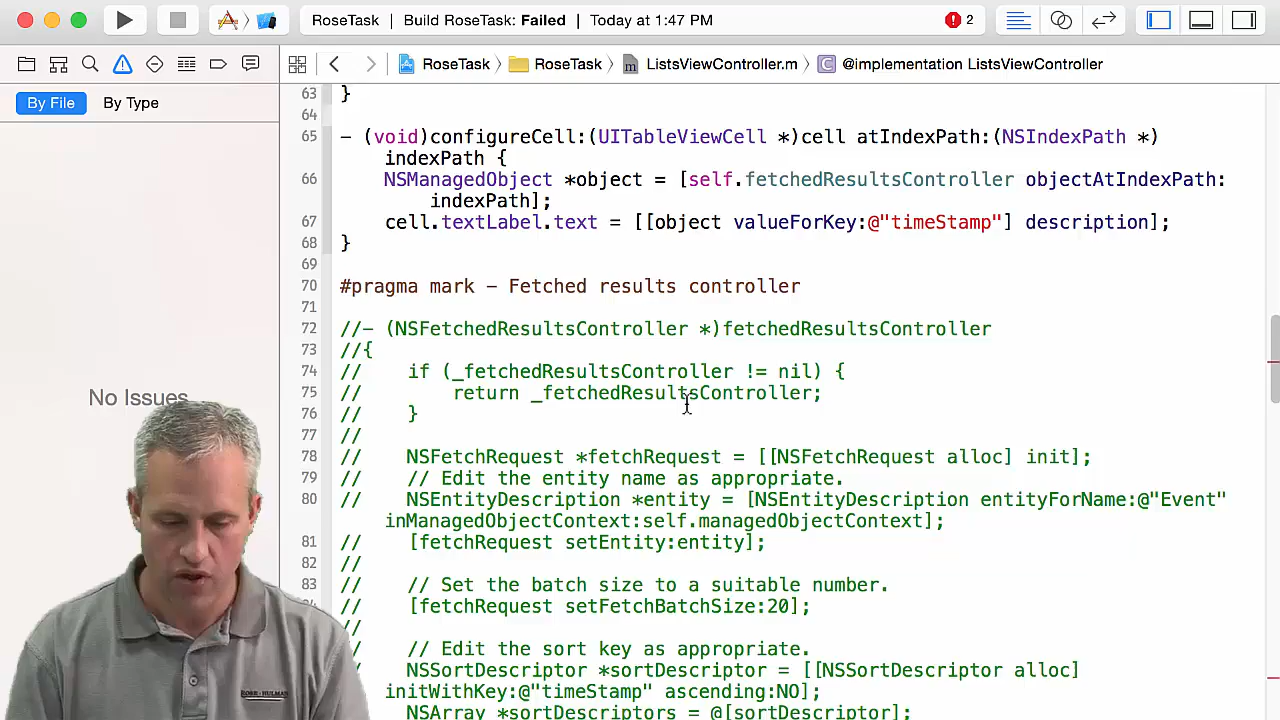 RoseTask Build RoseTask: Failed Today at 1:47 PM 2
RoseTask RoseTask ListsViewController.m C @implementation ListsViewController
By File By Type
No Issues
63 }
64
65 - (void)configureCell:(UITableViewCell *)cell atIndexPath:(NSIndexPath *)
indexPath {
66 NSManagedObject *object = [self.fetchedResultsController objectAtIndexPath:
indexPath];
67 cell.textLabel.text = [[object valueForKey:@"timeStamp"] description];
68 }
69
70 #pragma mark - Fetched results controller
71
72 //- (NSFetchedResultsController *)fetchedResultsController
73 //{
74 // if (_fetchedResultsController != nil) {
75 // return _fetchedResultsController;
76 // }
77 //
78 // NSFetchRequest *fetchRequest = [[NSFetchRequest alloc] init];
79 // // Edit the entity name as appropriate.
80 // NSEntityDescription *entity = [NSEntityDescription entityForName:@"Event"
inManagedObjectContext:self.managedObjectContext];
81 // [fetchRequest setEntity:entity];
82 //
83 // // Set the batch size to a suitable number.
// [fetchRequest setFetchBatchSize:20];
//
// // Edit the sort key as appropriate.
// NSSortDescriptor *sortDescriptor = [[NSSortDescriptor alloc]
initWithKey:@"timeStamp" ascending:NO];
// NSArray *sortDescriptors = @[sortDescriptor];
ROSE-HULMAN